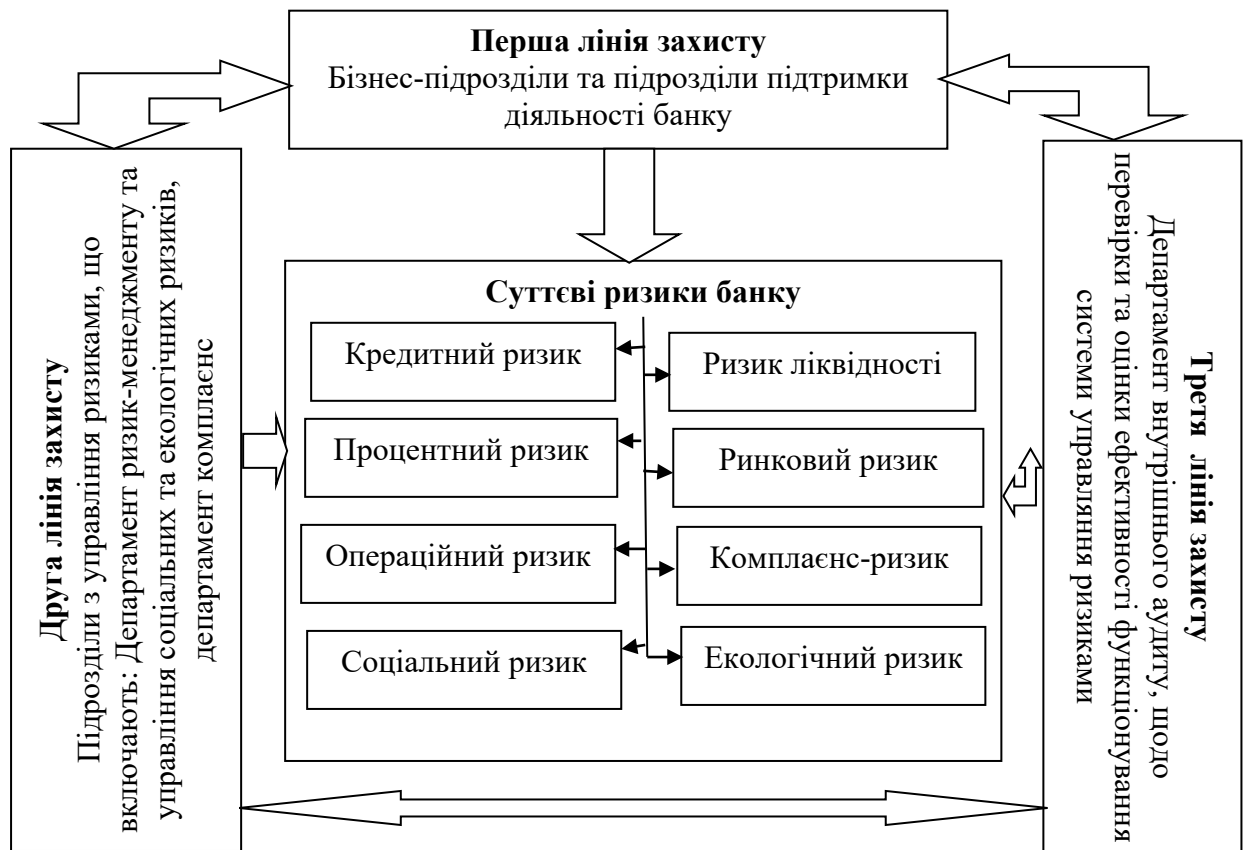 Перша лінія захисту
Бізнес-підрозділи та підрозділи підтримки
діяльності банку
Друга лінія захисту
Підрозділи з управління ризиками, що
включають: Департамент ризик-менеджменту та
управління соціальних та екологічних ризиків,
департамент комплаєнс
Суттєві ризики банку
Кредитний ризик
Ризик ліквідності
Процентний ризик
Ринковий ризик
Операційний ризик
Комплаєнс-ризик
Соціальний ризик
Екологічний ризик
Третя лінія захисту
Департамент внутрішнього аудиту, щодо
перевірки та оцінки ефективності функціонування
системи управляння ризиками